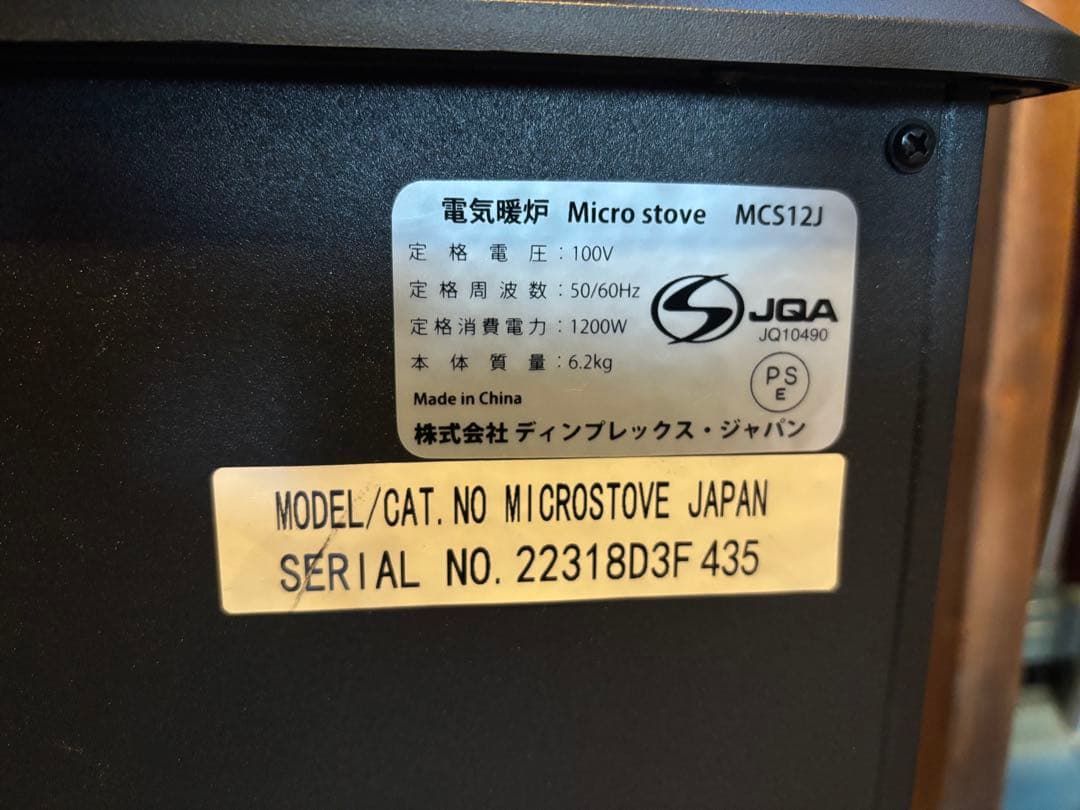 電気暖炉 Micro stove MCS12J
定格電圧：100V
定格周波数：50/60Hz
定格消費電力：1200W
本体質量：6.2kg
JQA
JQ10490
PS
E
Made in China
株式会社 ディンプレックス・ジャパン
MODEL/CAT.NO MICROSTOVE JAPAN
SERIAL NO. 22318D3F435